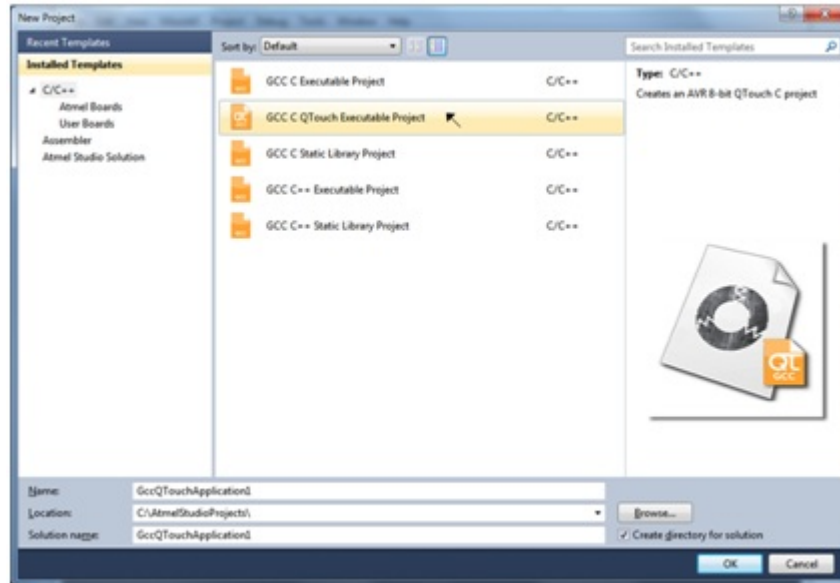 New Project
Recent Templates
Installed Templates
C/C++
Atmel Boards
User Boards
Assembler
Atmel Studio Solution
Sort by: Default
GCC C Executable Project C/C++
GCC C QTouch Executable Project C/C++
GCC C Static Library Project C/C++
GCC C++ Executable Project C/C++
GCC C++ Static Library Project C/C++
Search Installed Templates
Type: C/C++
Creates an AVR 8-bit QTouch C project
QT
GCC
Name: GccQTouchApplication1
Location: C:\AtmelStudioProjects\
Solution name: GccQTouchApplication1
Browse...
Create directory for solution
OK Cancel